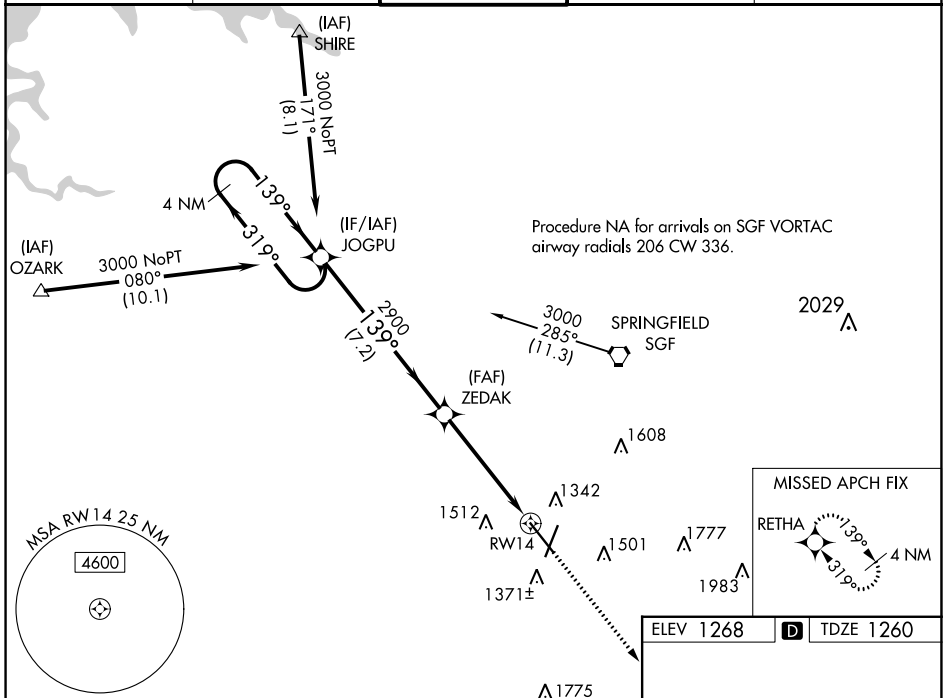 (IAF)
SHIRE
3000 NoPT
171°
(8.1)
4 NM
139°
319°
(IF/IAF)
JOGPU
(IAF)
OZARK
3000 NoPT
080°
(10.1)
Procedure NA for arrivals on SGF VORTAC
airway radials 206 CW 336.
2900
139°
(7.2)
3000
285°
(11.3)
SPRINGFIELD
SGF
2029
(FAF)
ZEDAK
1608
1342
1512
RW14
1501
1777
1371±
1983
MSA RW14 25 NM
4600
MISSED APCH FIX
RETHA
139°
4 NM
319°
ELEV 1268 D TDZE 1260
1775